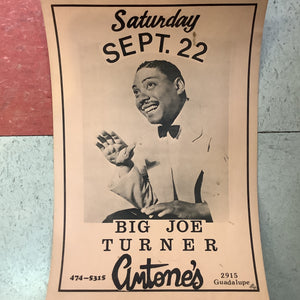 Saturday
SEPT. 22
BIG JOE
TURNER
474-5315
Antone's
2915
Guadalupe